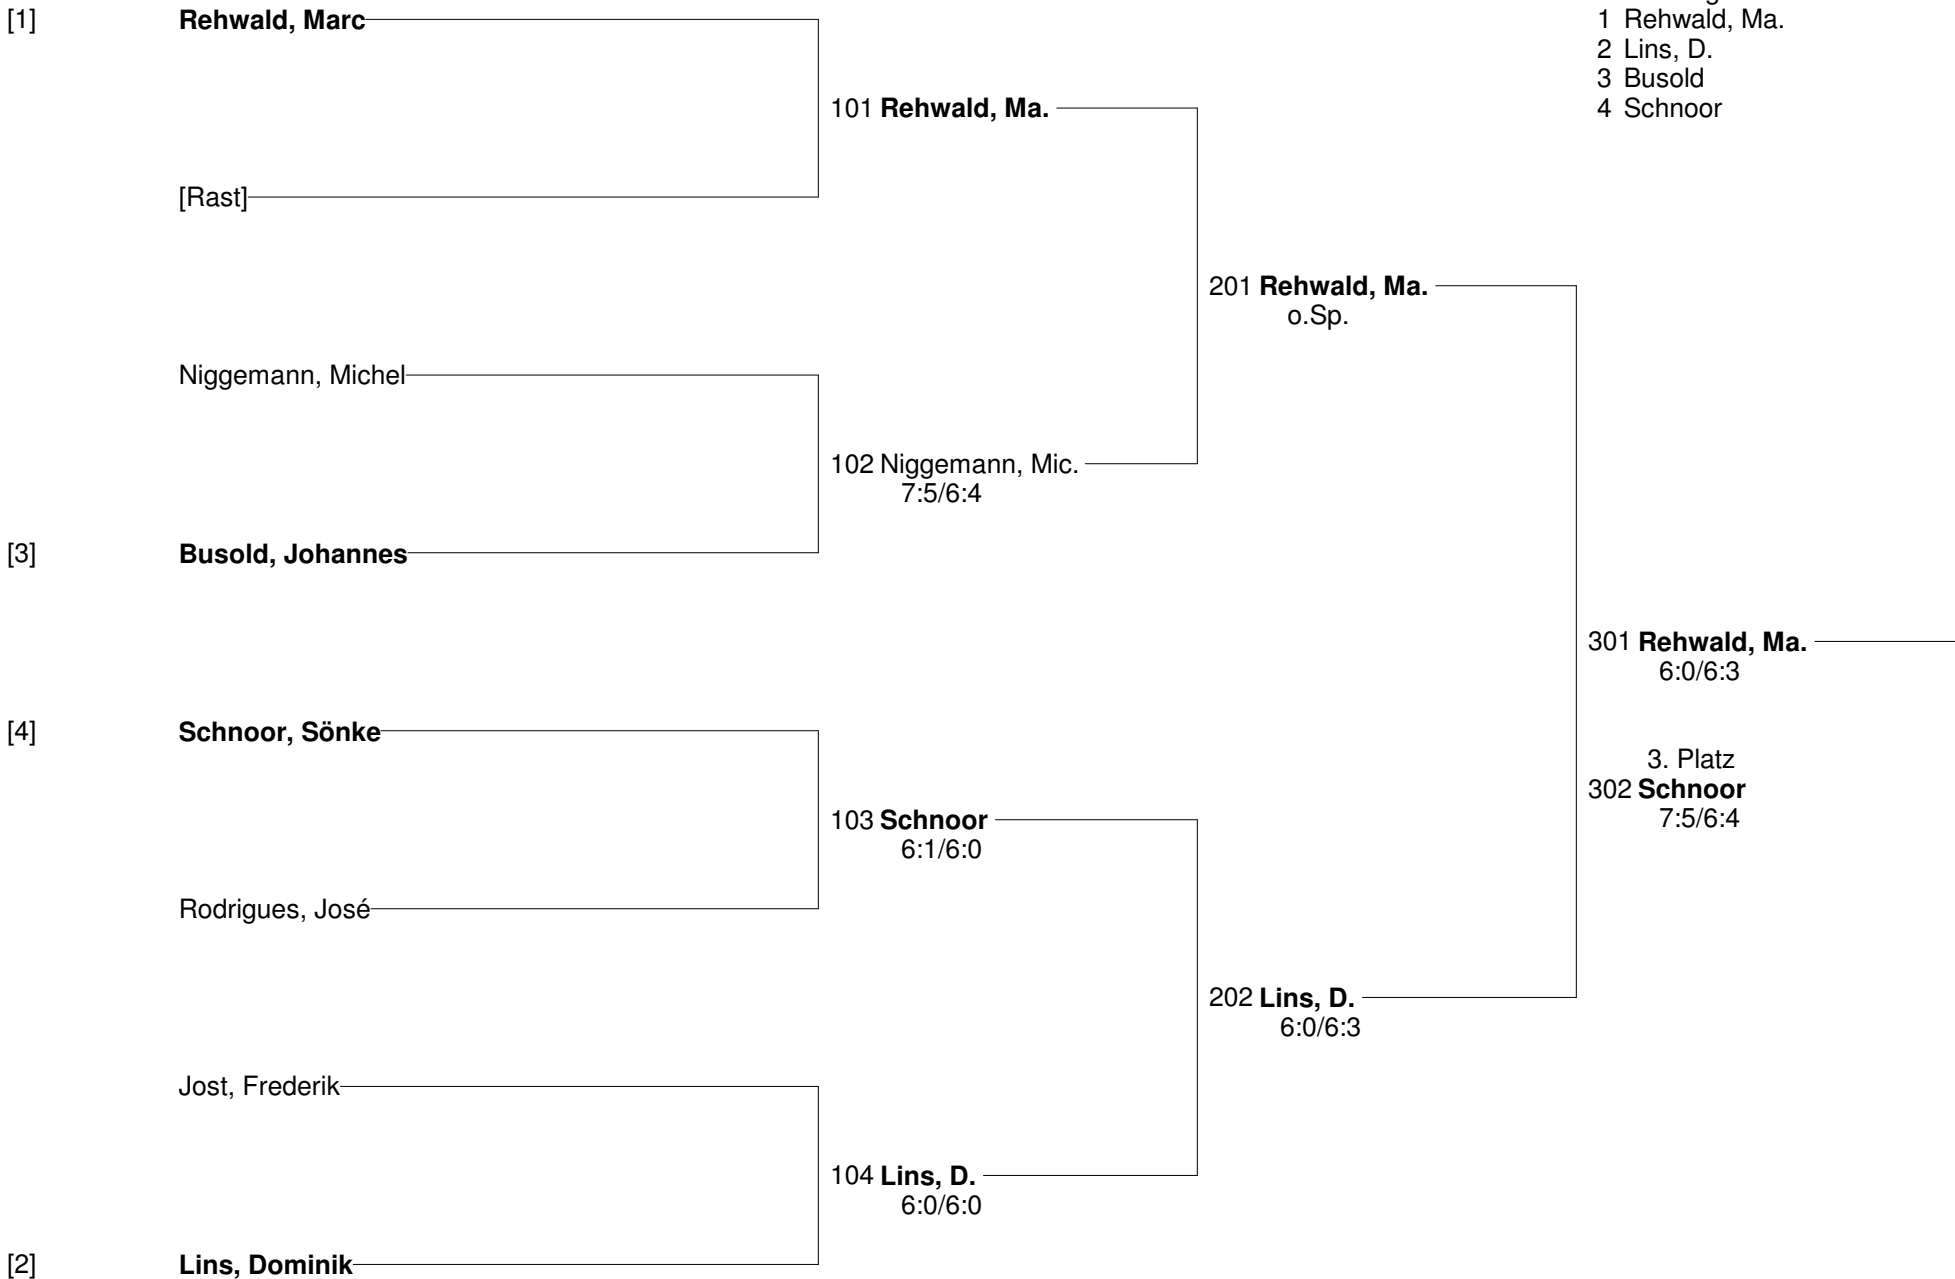 [1] Rehwald, Marc
1 Rehwald, Ma.
2 Lins, D.
3 Busold
4 Schnoor
101 Rehwald, Ma.
[Rast]
201 Rehwald, Ma.
o.Sp.
Niggemann, Michel
102 Niggemann, Mic.
7:5/6:4
[3] Busold, Johannes
301 Rehwald, Ma.
6:0/6:3
[4] Schnoor, Sönke
3. Platz
302 Schnoor
7:5/6:4
103 Schnoor
6:1/6:0
Rodrigues, José
202 Lins, D.
6:0/6:3
Jost, Frederik
104 Lins, D.
6:0/6:0
[2] Lins, Dominik